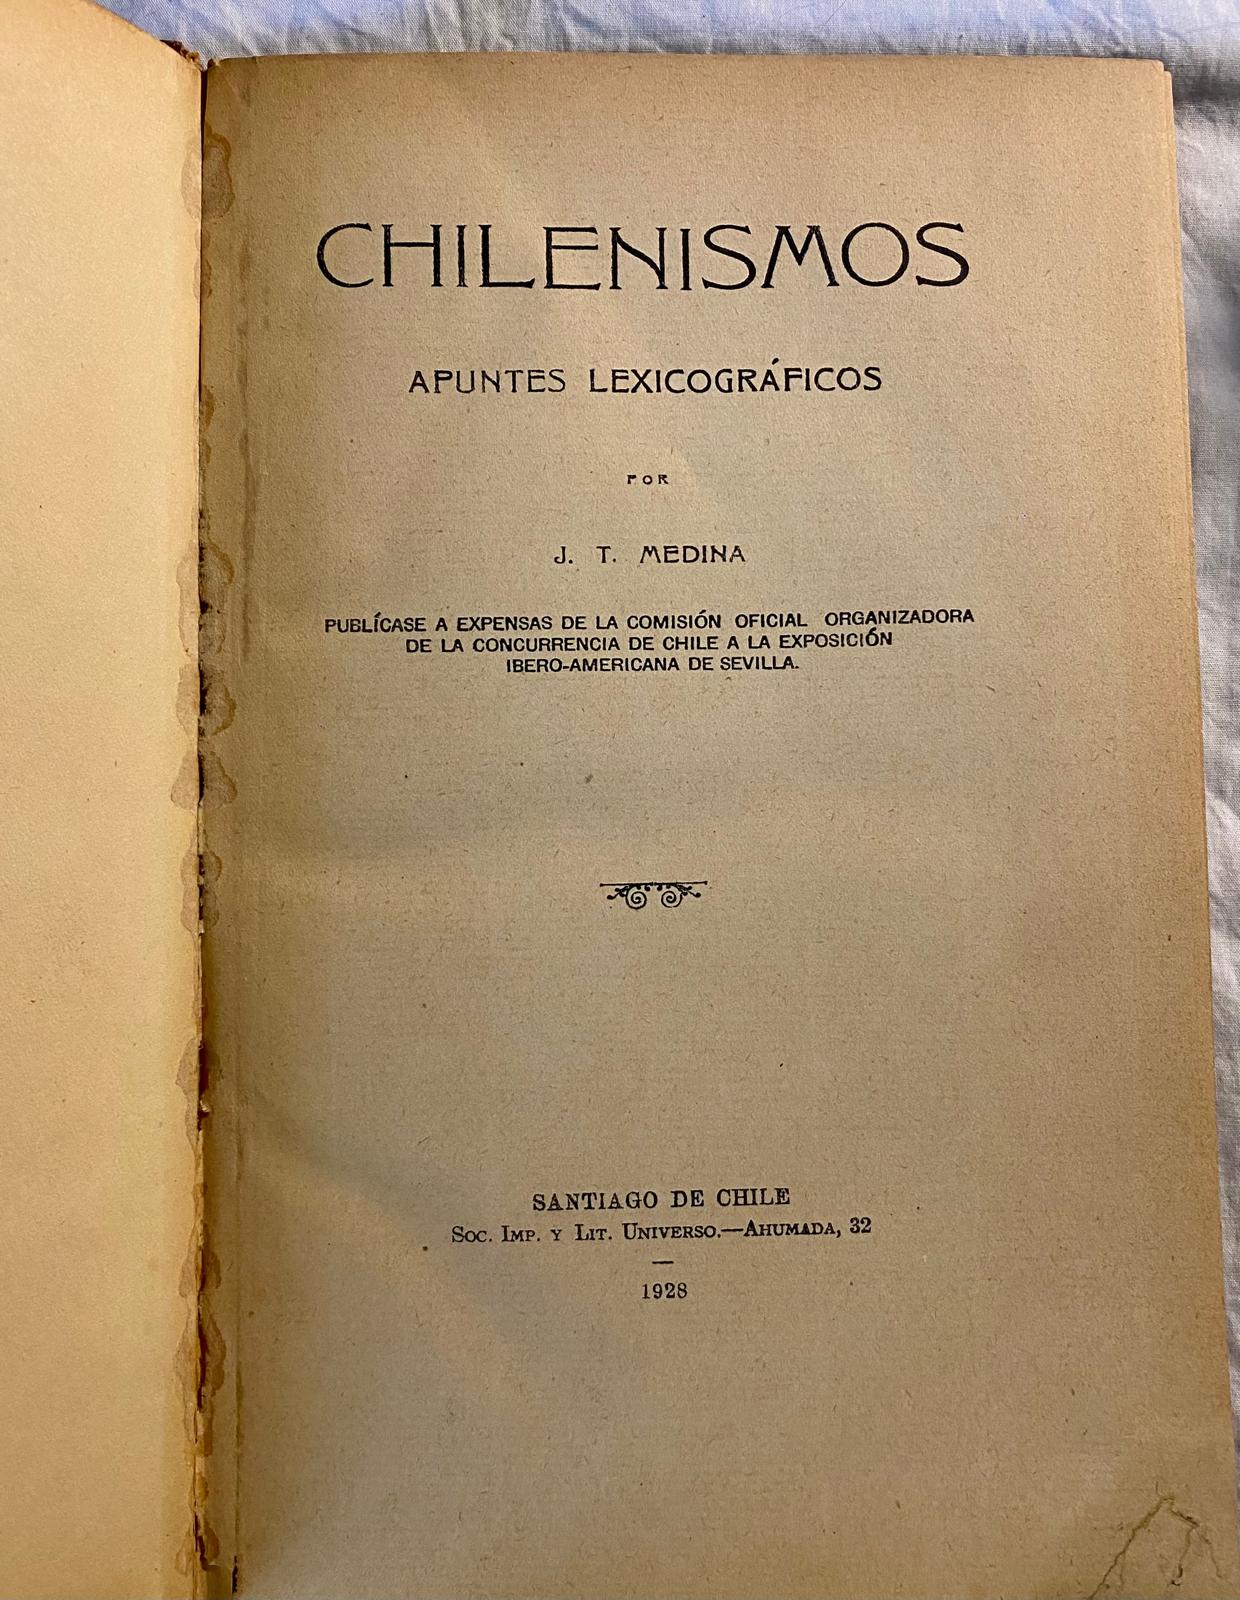 CHILENISMOS
APUNTES LEXICOGRÁFICOS
POR
J. T. MEDINA
PUBLÍCASE A EXPENSAS DE LA COMISIÓN OFICIAL ORGANIZADORA
DE LA CONCURRENCIA DE CHILE A LA EXPOSICIÓN
IBERO-AMERICANA DE SEVILLA.
SANTIAGO DE CHILE
SOC. IMP. Y LIT. UNIVERSO.—AHUMADA, 32
—
1928